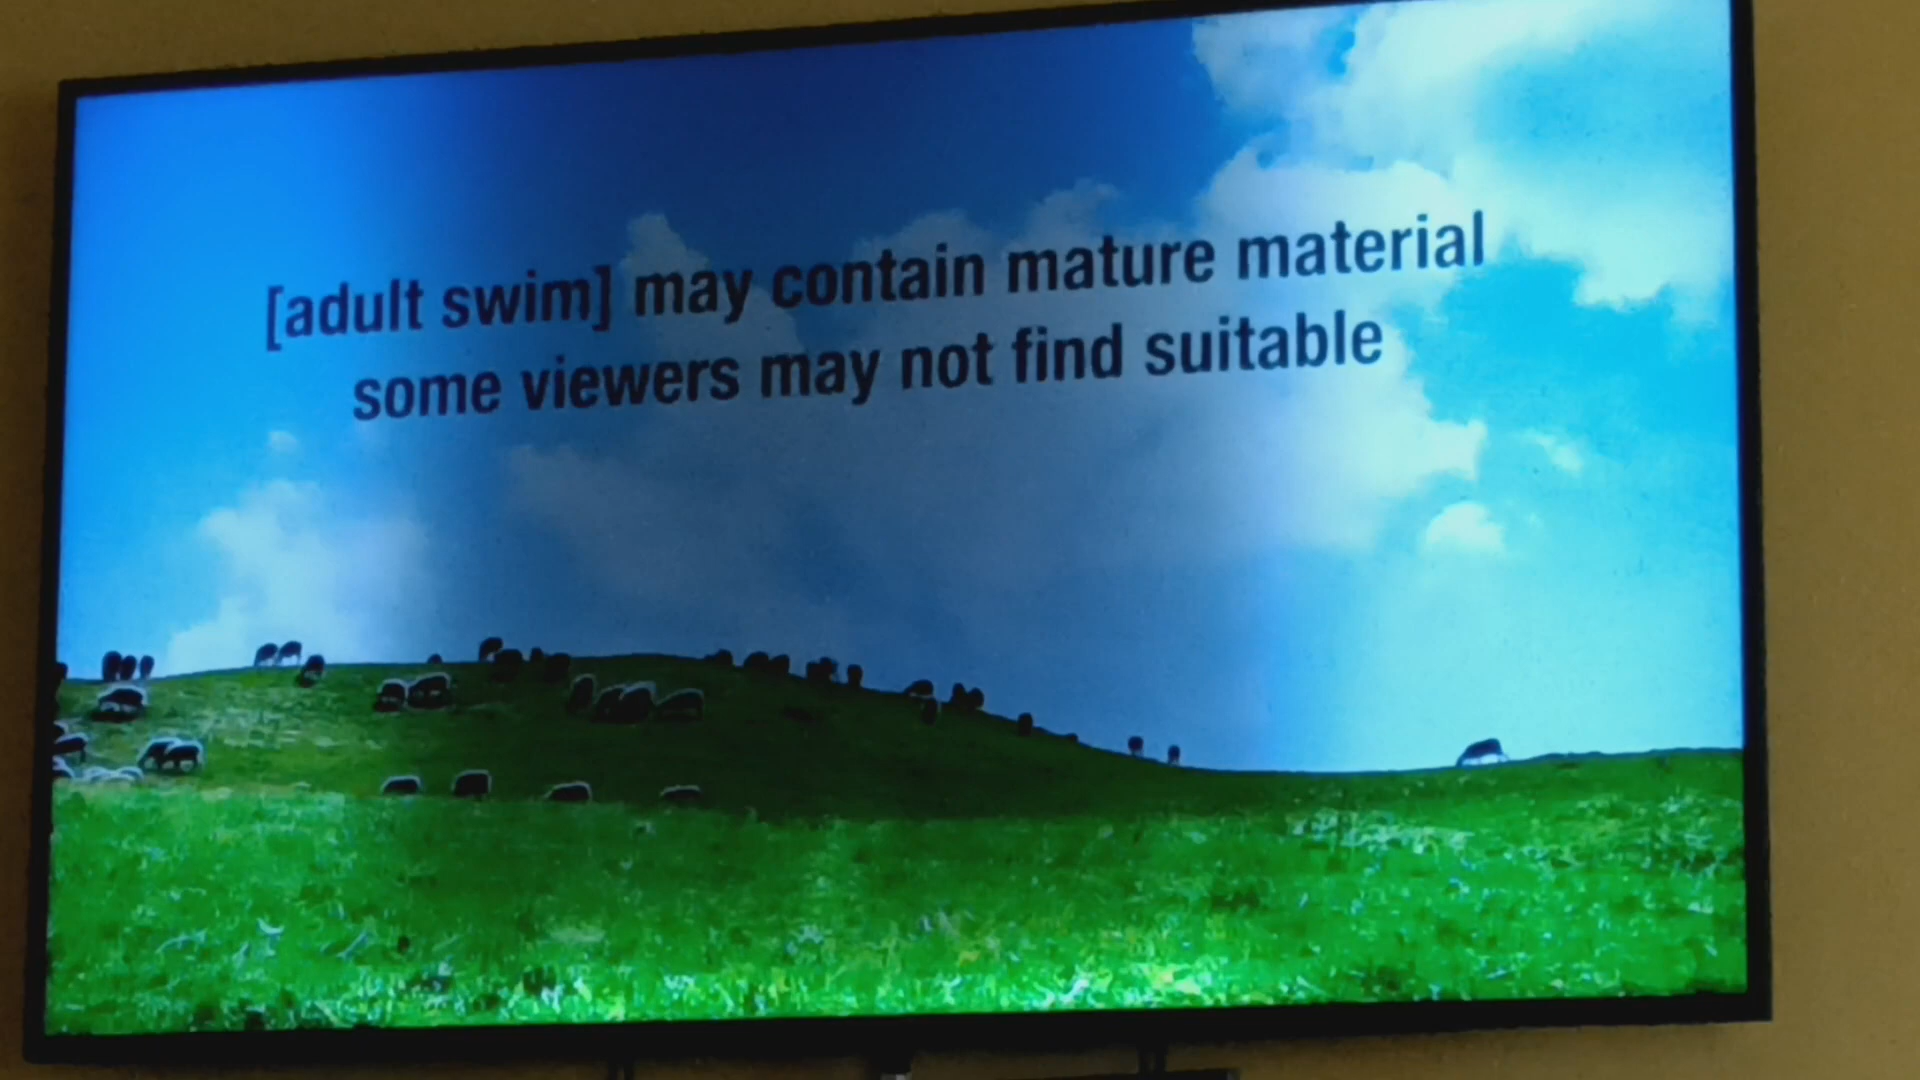 [adult swim] may contain mature material
some viewers may not find suitable